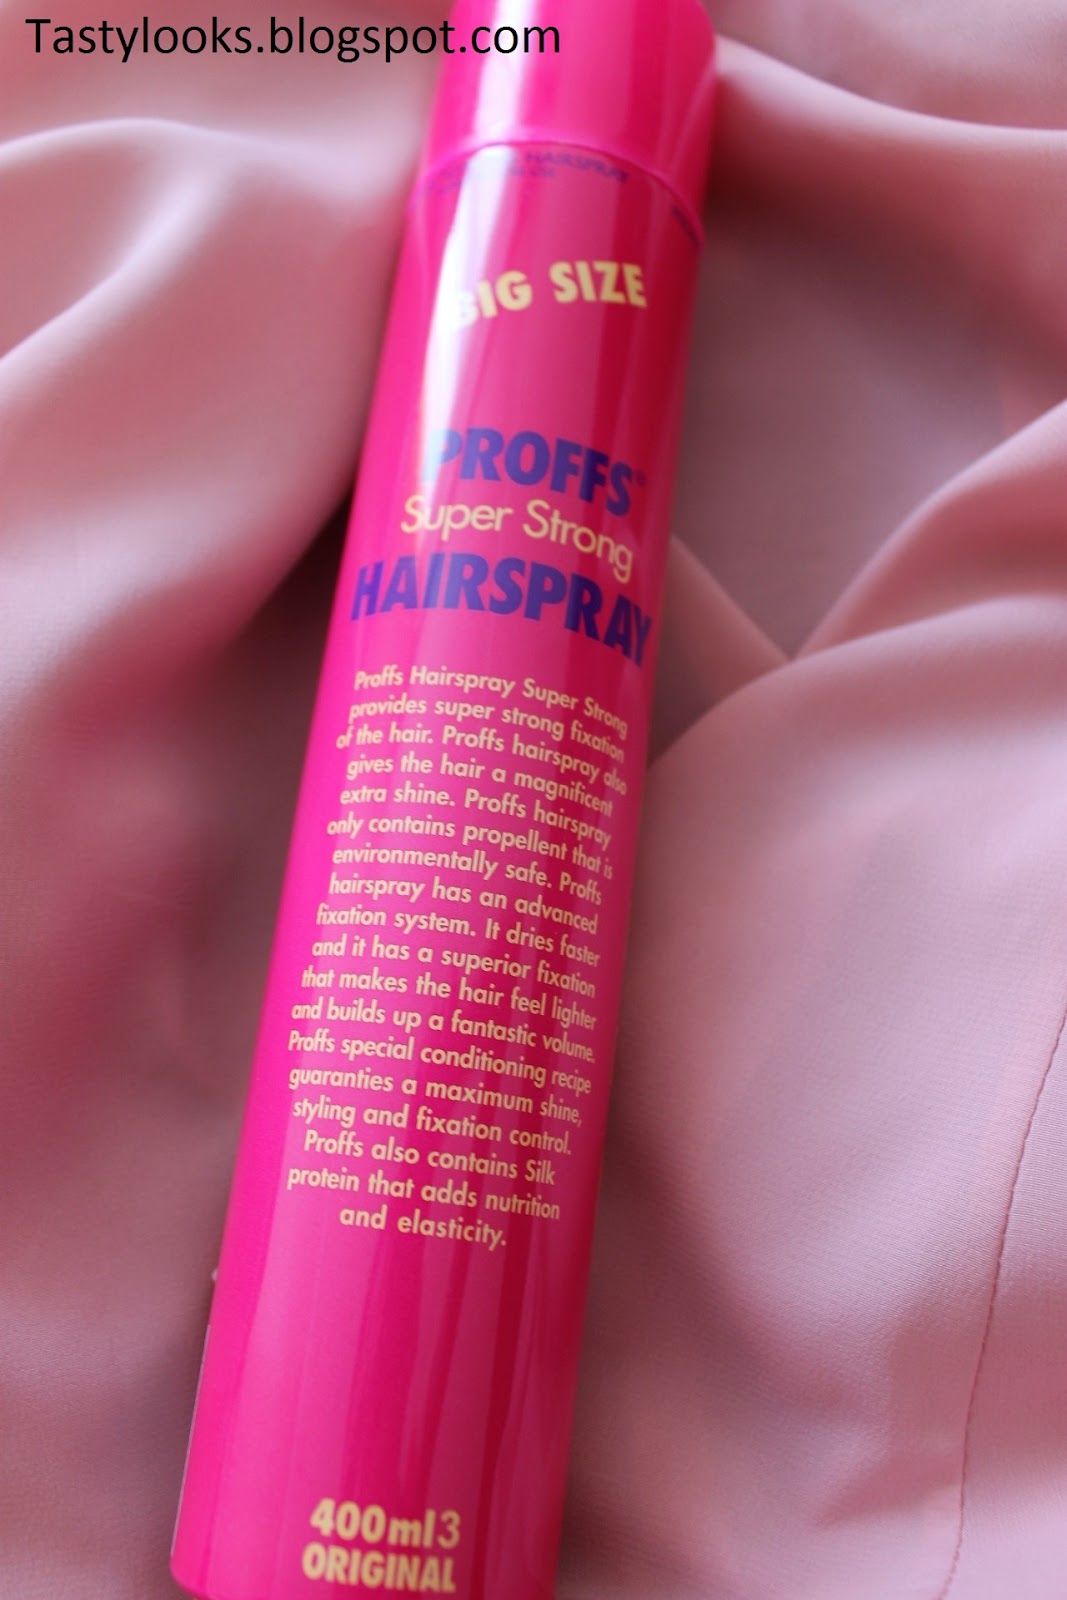 Tastylooks.blogspot.com
HAIRSPRAY
BIG SIZE
PROFFS
Super Strong
HAIRSPRAY
Proffs Hairspray Super Strong
provides super strong fixation
of the hair. Proffs hairspray also
gives the hair a magnificent
extra shine. Proffs hairspray
only contains propellent that is
environmentally safe. Proffs
hairspray has an advanced
fixation system. It dries faster
and it has a superior fixation
that makes the hair feel lighter
and builds up a fantastic volume.
Proffs special conditioning recipe
guaranties a maximum shine,
styling and fixation control.
Proffs also contains Silk
protein that adds nutrition
and elasticity.
400ml3
ORIGINAL